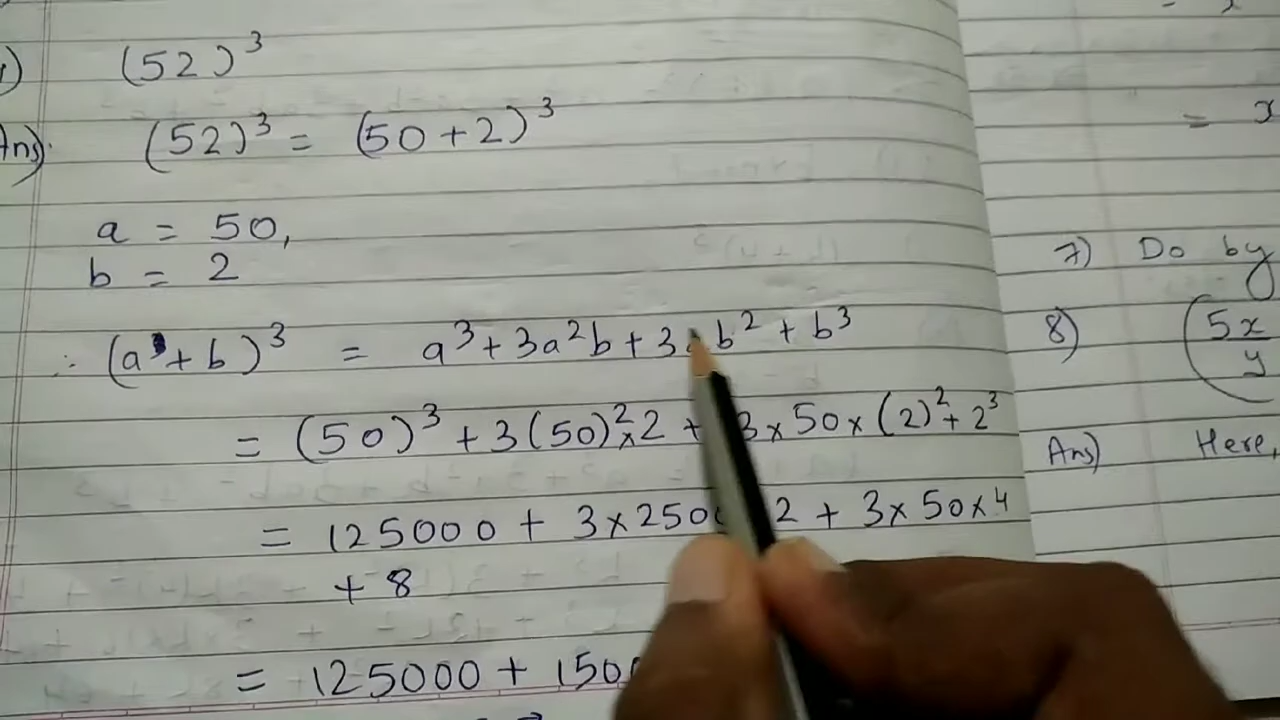 (52)³
Ans). (52)³ = (50+2)³
a = 50,
b = 2
∴ (a+b)³ = a³+3a²b+3ab²+b³
= (50)³+3(50)²×2+3×50×(2)²+2³
= 125000+3×2500×2+3×50×4
+8
= 125000+150
= x
7) Do by
8) (5x/y
Ans) Here,